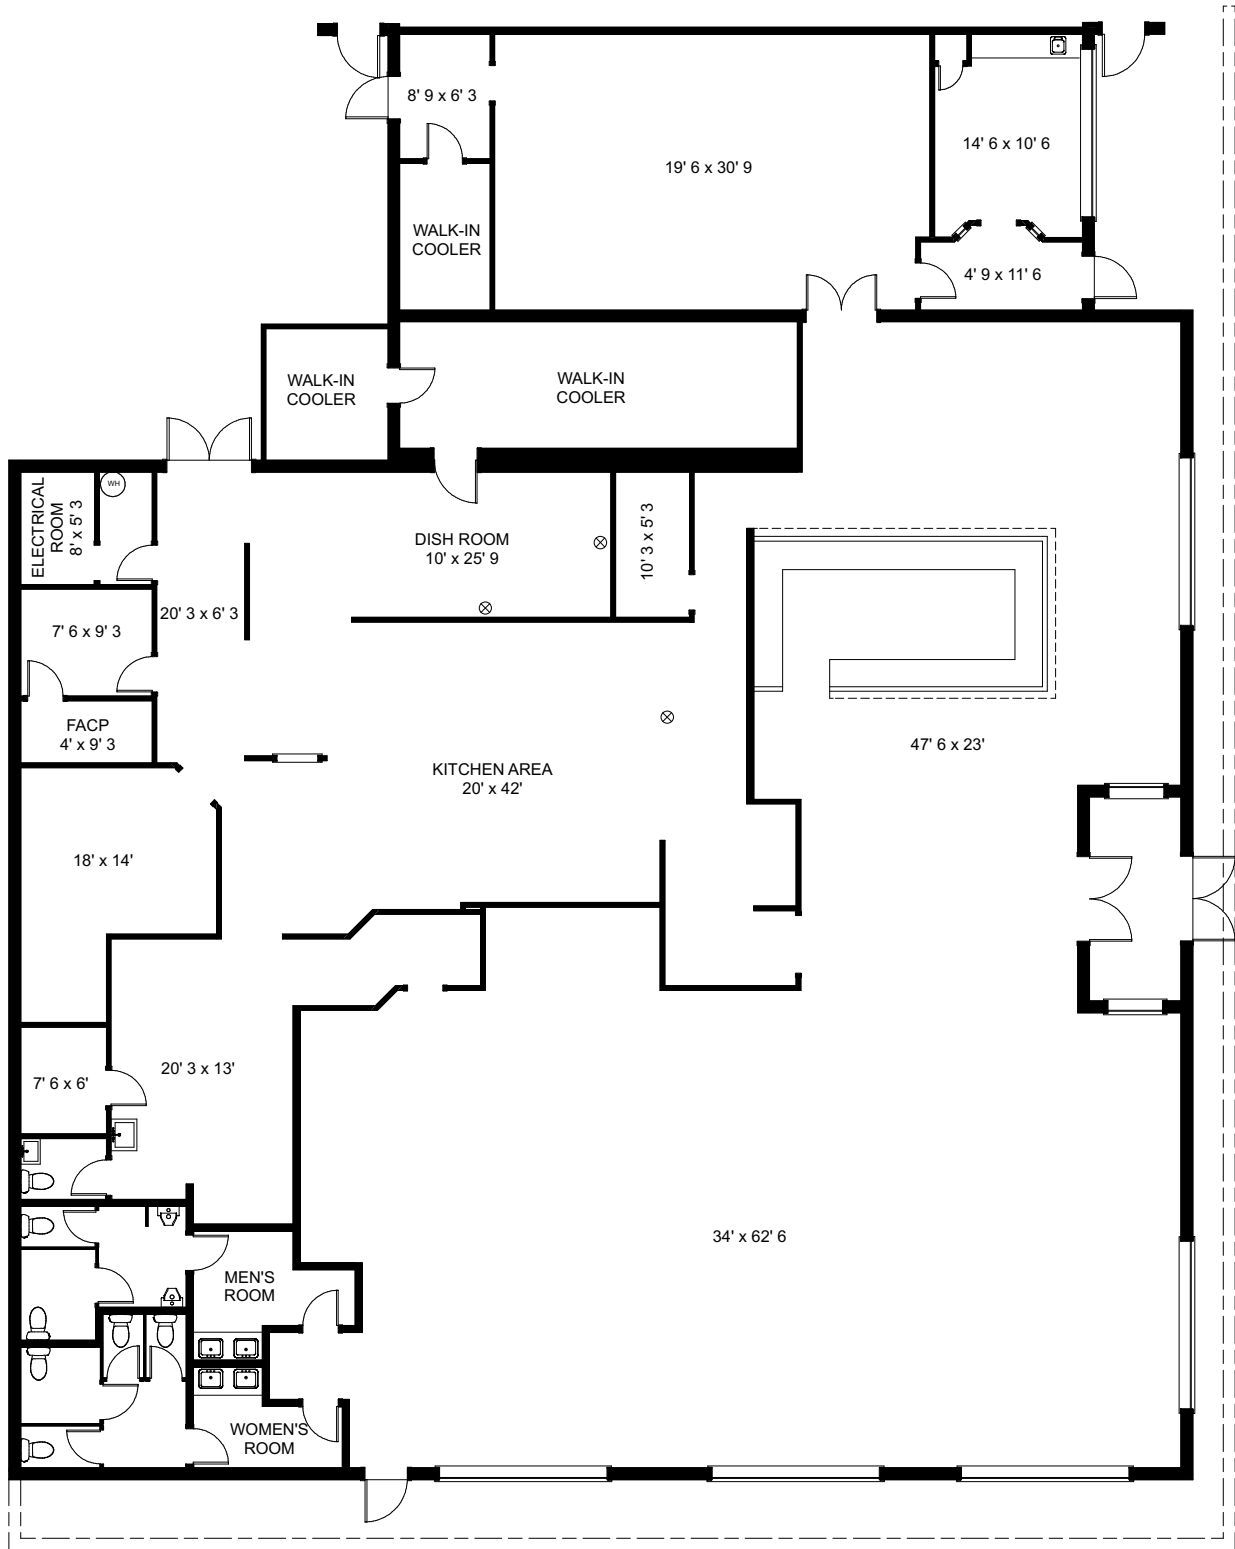 8' 9 x 6' 3
19' 6 x 30' 9
14' 6 x 10' 6
WALK-IN
COOLER
4' 9 x 11' 6
WALK-IN
COOLER
WALK-IN
COOLER
ELECTRICAL
ROOM
8' x 5' 3
WH
DISH ROOM
10' x 25' 9
10' 3 x 5' 3
20' 3 x 6' 3
7' 6 x 9' 3
FACP
4' x 9' 3
47' 6 x 23'
KITCHEN AREA
20' x 42'
18' x 14'
20' 3 x 13'
7' 6 x 6'
34' x 62' 6
MEN'S
ROOM
WOMEN'S
ROOM